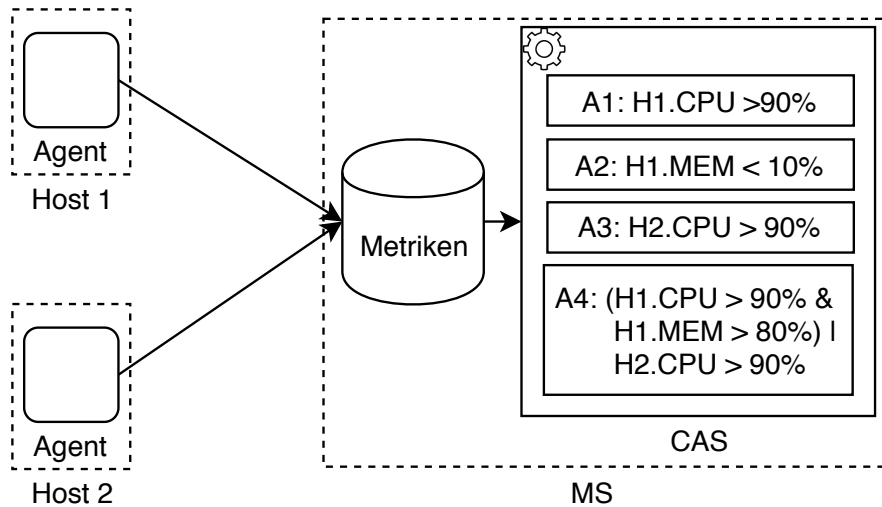 Agent
Host 1
Agent
Host 2
Metriken
A1: H1.CPU >90%
A2: H1.MEM < 10%
A3: H2.CPU > 90%
A4: (H1.CPU > 90% &
H1.MEM > 80%) |
H2.CPU > 90%
CAS
MS